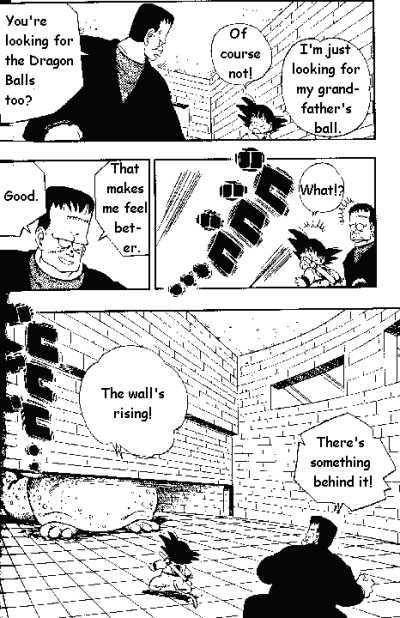 You're
looking for
the Dragon
Balls
too?
Of
course
not!
I'm just
looking for
my grand-
father's
ball.
Good.
That
makes
me feel
bet-
er.
What!?
The wall's
rising!
There's
something
behind it!